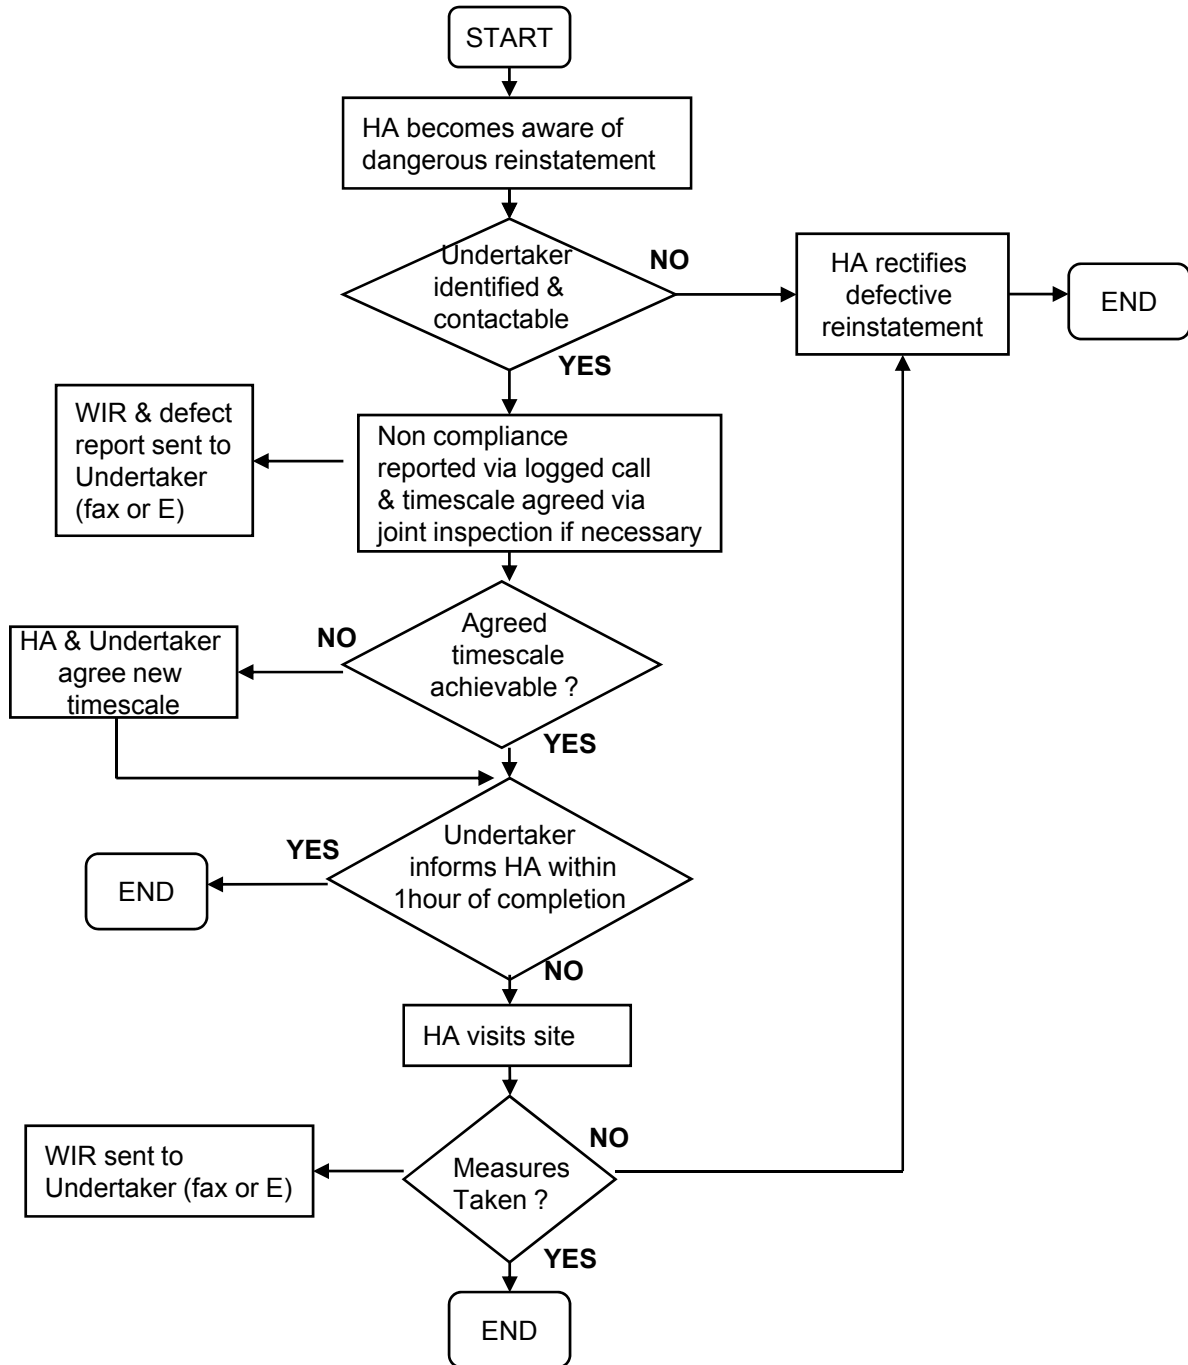 START
HA becomes aware of
dangerous reinstatement
Undertaker
identified &
contactable
NO
HA rectifies
defective
reinstatement
END
YES
WIR & defect
report sent to
Undertaker
(fax or E)
Non compliance
reported via logged call
& timescale agreed via
joint inspection if necessary
Agreed
timescale
achievable ?
NO
HA & Undertaker
agree new
timescale
YES
Undertaker
informs HA within
1hour of completion
YES
END
NO
HA visits site
Measures
Taken ?
NO
WIR sent to
Undertaker (fax or E)
YES
END